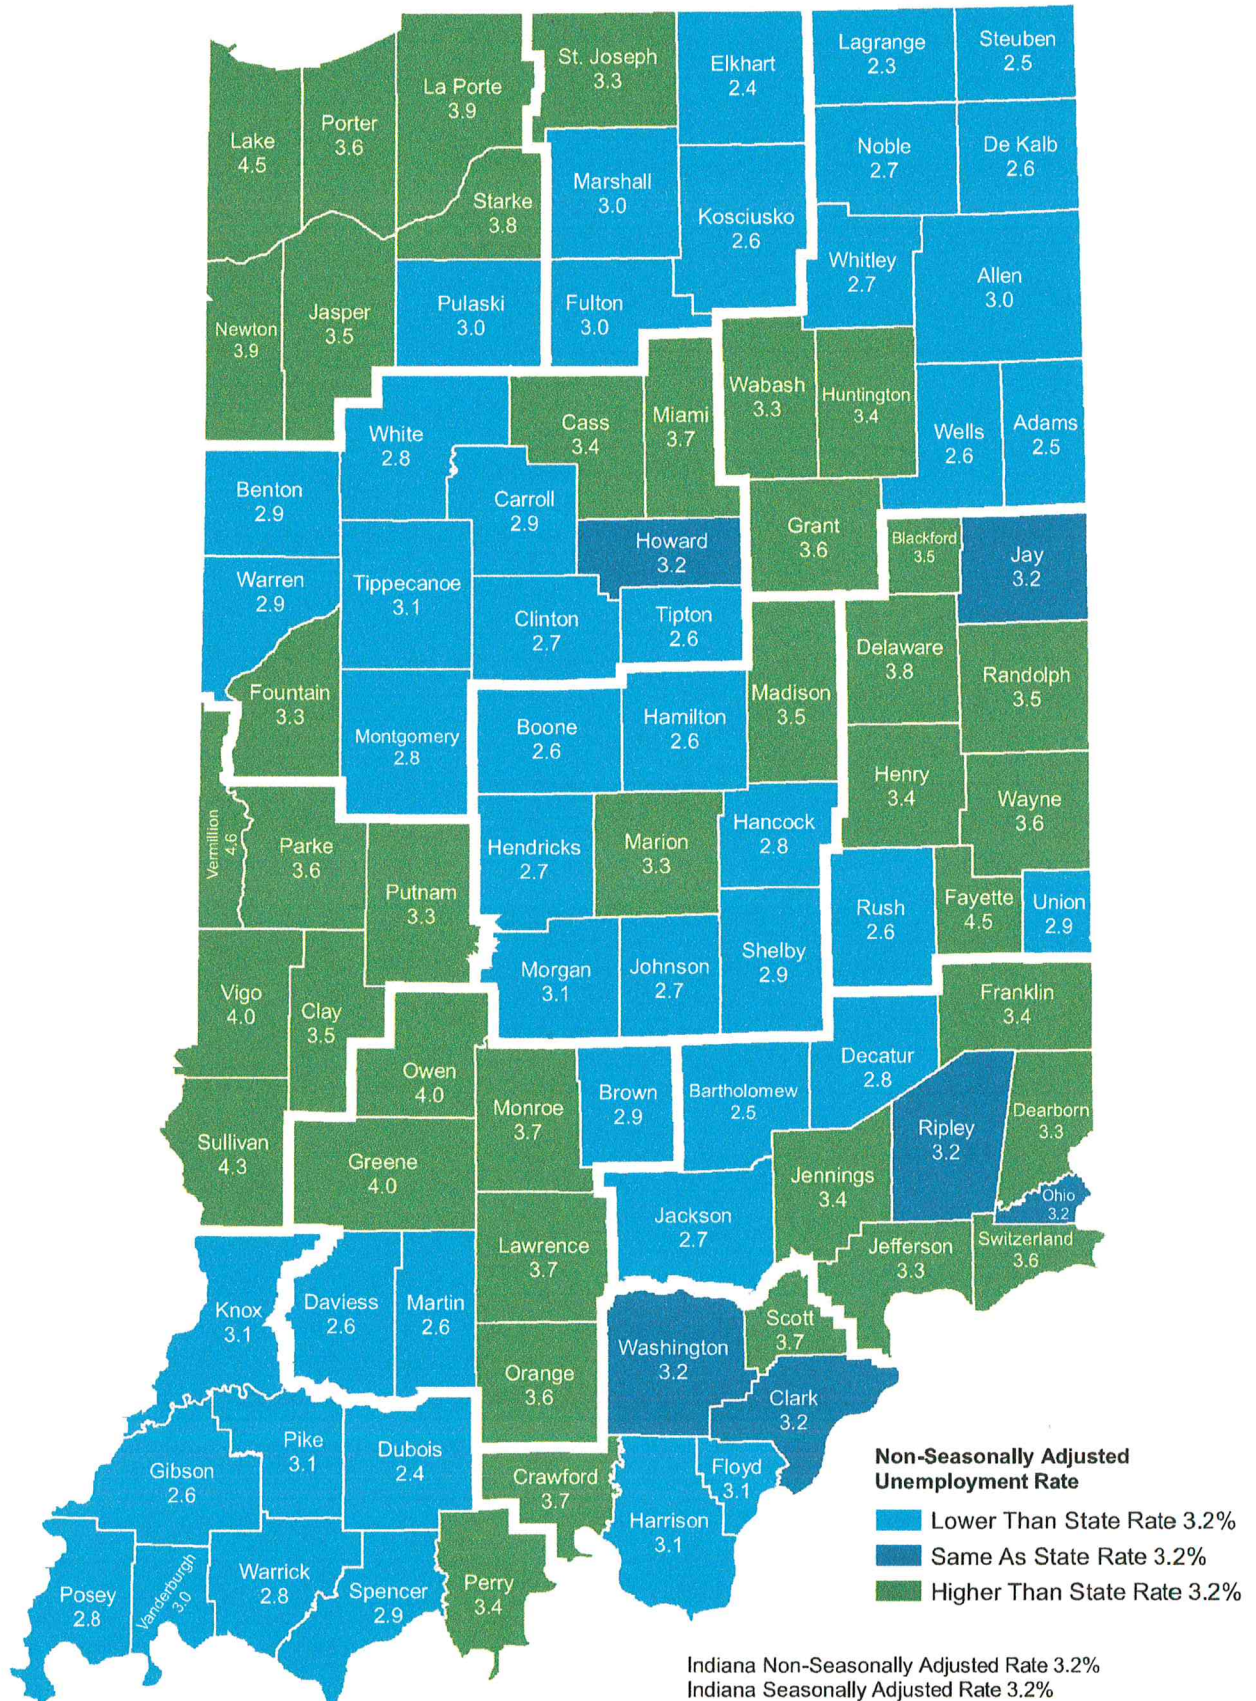 St. Joseph
3.3
Elkhart
2.4
Lagrange
2.3
Steuben
2.5
La Porte
3.9
Porter
3.6
Lake
4.5
Noble
2.7
De Kalb
2.6
Marshall
3.0
Starke
3.8
Kosciusko
2.6
Whitley
2.7
Allen
3.0
Pulaski
3.0
Fulton
3.0
Jasper
3.5
Newton
3.9
Wabash
3.3
Huntington
3.4
Cass
3.4
Miami
3.7
White
2.8
Wells
2.6
Adams
2.5
Benton
2.9
Carroll
2.9
Grant
3.6
Howard
3.2
Blackford
3.5
Jay
3.2
Warren
2.9
Tippecanoe
3.1
Clinton
2.7
Tipton
2.6
Delaware
3.8
Randolph
3.5
Fountain
3.3
Madison
3.5
Montgomery
2.8
Boone
2.6
Hamilton
2.6
Henry
3.4
Wayne
3.6
Vermillion
4.6
Parke
3.6
Hendricks
2.7
Marion
3.3
Hancock
2.8
Putnam
3.3
Rush
2.6
Fayette
4.5
Union
2.9
Morgan
3.1
Johnson
2.7
Shelby
2.9
Vigo
4.0
Clay
3.5
Franklin
3.4
Owen
4.0
Decatur
2.8
Monroe
3.7
Brown
2.9
Bartholomew
2.5
Ripley
3.2
Dearborn
3.3
Sullivan
4.3
Greene
4.0
Jennings
3.4
Ohio
3.2
Jackson
2.7
Lawrence
3.7
Jefferson
3.3
Switzerland
3.6
Knox
3.1
Daviess
2.6
Martin
2.6
Scott
3.7
Washington
3.2
Orange
3.6
Clark
3.2
Pike
3.1
Dubois
2.4
Gibson
2.6
Crawford
3.7
Floyd
3.1
Harrison
3.1
Posey
2.8
Vanderburgh
3.0
Warrick
2.8
Spencer
2.9
Perry
3.4
Non-Seasonally Adjusted
Unemployment Rate
Lower Than State Rate 3.2%
Same As State Rate 3.2%
Higher Than State Rate 3.2%
Indiana Non-Seasonally Adjusted Rate 3.2%
Indiana Seasonally Adjusted Rate 3.2%